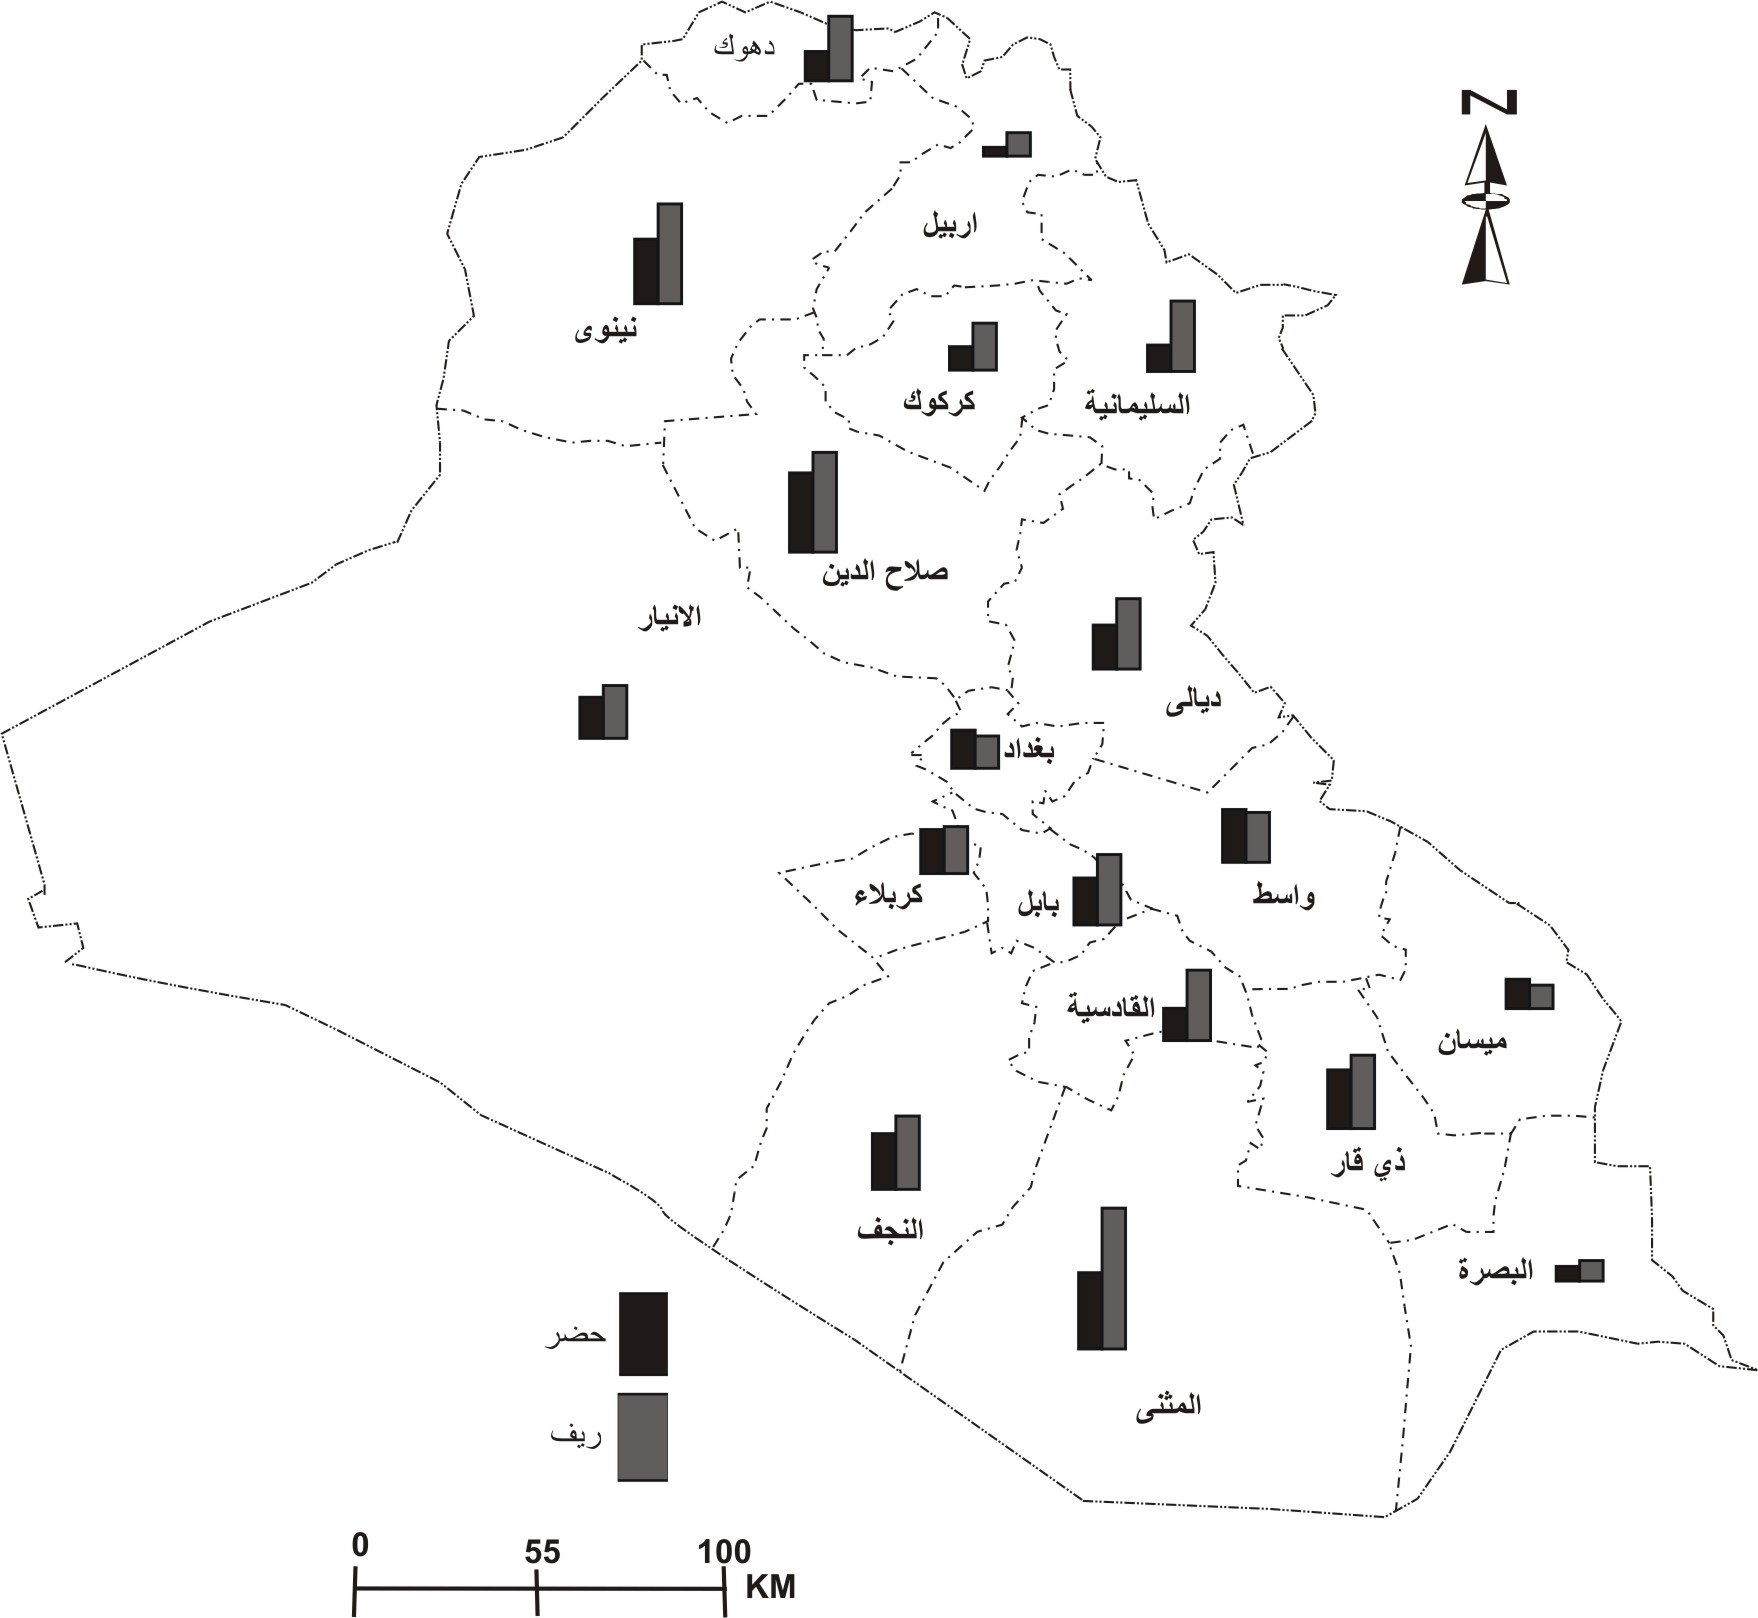 دهوك
N
اربيل
نينوى
كركوك
السليمانية
صلاح الدين
الانبار
ديالى
بغداد
كربلاء
بابل
واسط
القادسية
ميسان
ذي قار
النجف
البصرة
المثنى
حضر
ريف
0 55 100
KM